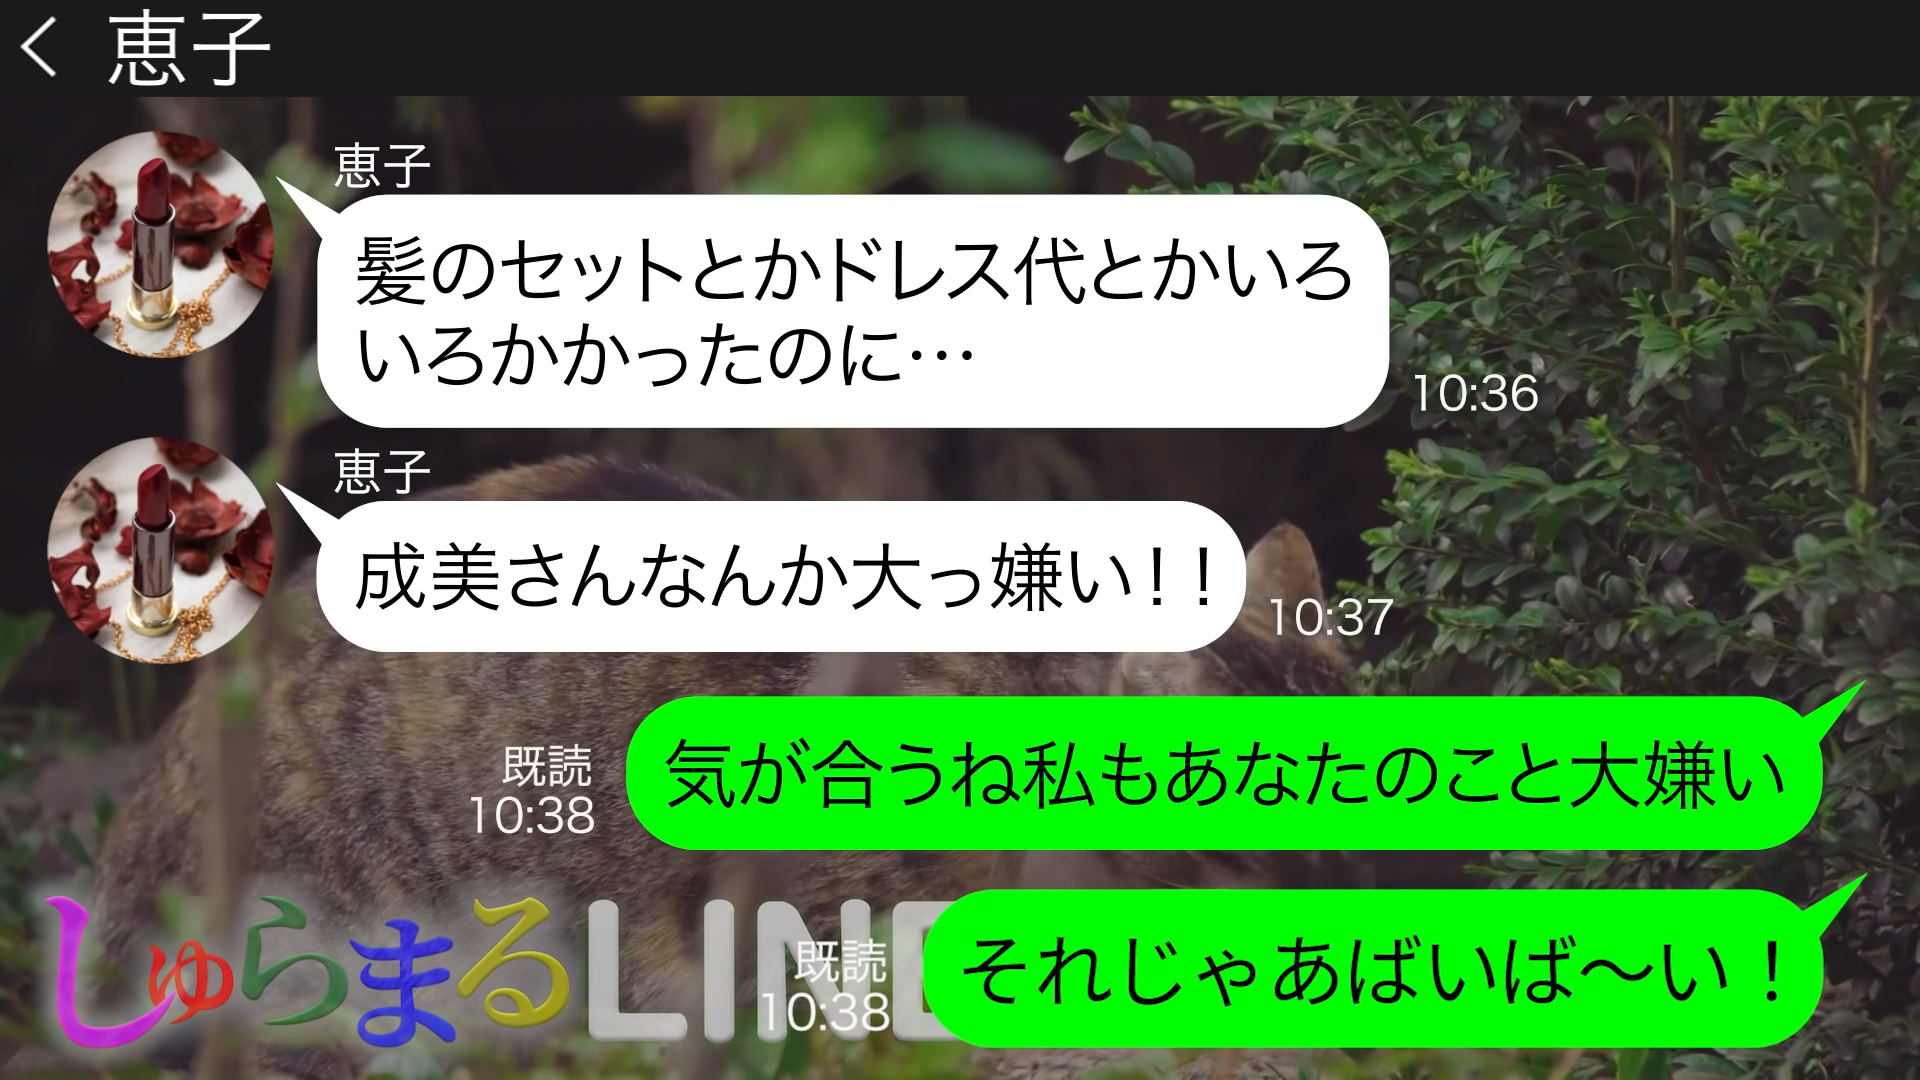 恵子
恵子
髪のセットとかドレス代とかいろ
いろかかったのに…
10:36
恵子
成美さんなんか大っ嫌い！！
10:37
気が合うね私もあなたのこと大嫌い
既読
10:38
それじゃあばいば～い！
既読
10:38
しゅらまるLINE